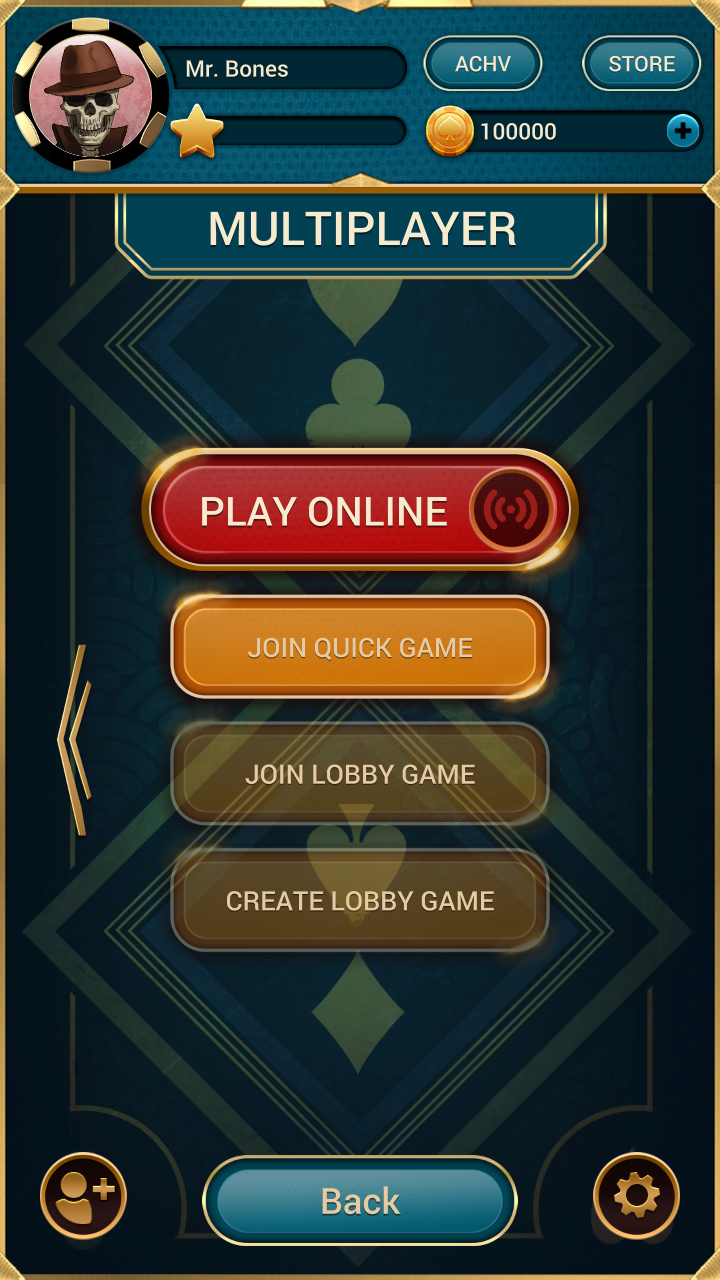 Mr. Bones
ACHV
STORE
100000
MULTIPLAYER
PLAY ONLINE
JOIN QUICK GAME
JOIN LOBBY GAME
CREATE LOBBY GAME
Back